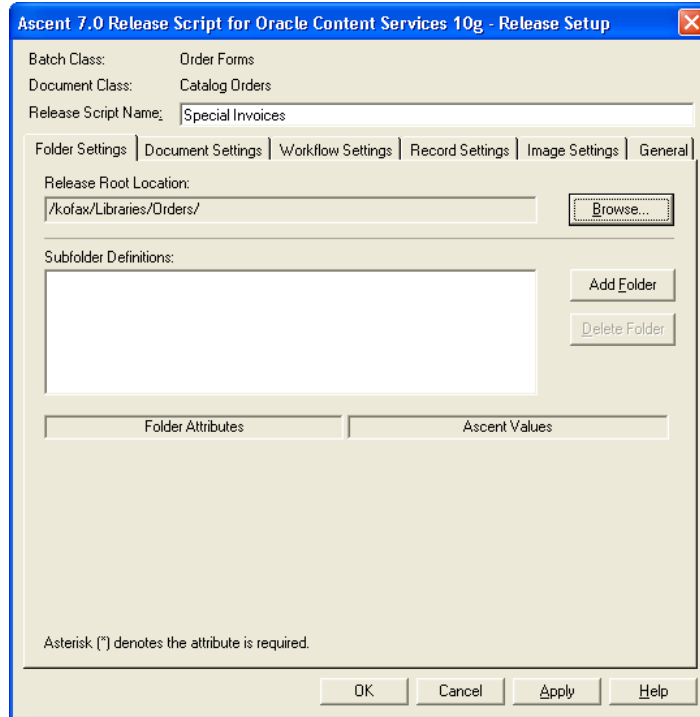 Ascent 7.0 Release Script for Oracle Content Services 10g - Release Setup
Batch Class: Order Forms
Document Class: Catalog Orders
Release Script Name: Special Invoices
Folder Settings Document Settings Workflow Settings Record Settings Image Settings General
Release Root Location:
/kofax/Libraries/Orders/ Browse...
Subfolder Definitions:
Add Folder
Delete Folder
Folder Attributes Ascent Values
Asterisk (*) denotes the attribute is required.
OK Cancel Apply Help